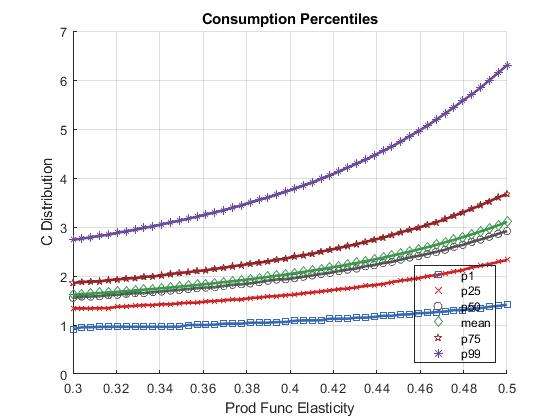 Consumption Percentiles
7
6
5
4
3
2
1
0
C Distribution
p1
p25
p50
mean
p75
p99
0.3 0.32 0.34 0.36 0.38 0.4 0.42 0.44 0.46 0.48 0.5
Prod Func Elasticity